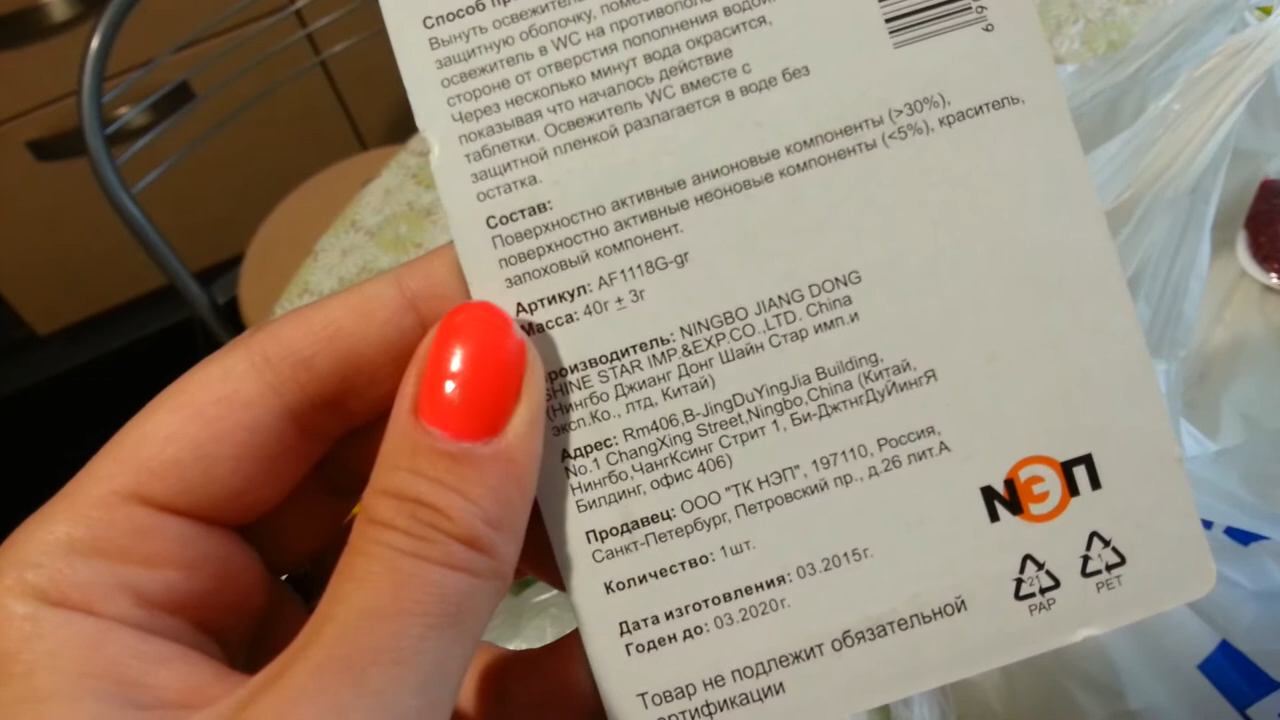 Способ
Вынуть освежитель
защитную оболочку,
освежитель в WC на
стороне от отверстия пополнения водой.
Через несколько минут вода окрасится,
показывая что началось действие
таблетки. Освежитель WC вместе с
защитной пленкой разлагается в воде без
остатка.
Состав:
Поверхностно активные анионовые компоненты (>30%),
поверхностно активные неоновые компоненты (<5%), краситель,
запоховый компонент.
Артикул: AF1118G-gr
Масса: 40г ± 3г
роизводитель: NINGBO JIANG DONG
SHINE STAR IMP.&EXP.CO.,LTD. China
(Нингбо Джианг Донг Шайн Стар имп.и
эксп.Ко., лтд, Китай)
Адрес: Rm406,B-JingDuYingJia Building,
No.1 ChangXing Street,Ningbo,China (Китай,
Нингбо,ЧангКсинг Стрит 1, Би-ДжтнгДуЙингЯ
Билдинг, офис 406)
Продавец: ООО "ТК НЭП", 197110, Россия,
Санкт-Петербург, Петровский пр., д.26 лит.А
Количество: 1шт.
Дата изготовления: 03.2015г.
Годен до: 03.2020г.
Товар не подлежит обязательной
ертификации
NЭП
21
PAP
1
PET